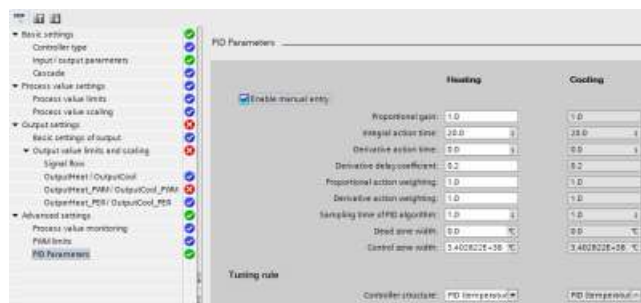 Basic settings
Controller type
Input / output parameters
Cascade
Process value settings
Process value limits
Process value scaling
Output settings
Basic settings of output
Output value limits and scaling
Signal flow
OutputHeat / OutputCool
OutputHeat_PWM / OutputCool_PWM
OutputHeat_PER / OutputCool_PER
Advanced settings
Process value monitoring
PWM limits
PID Parameters
PID Parameters
Heating Cooling
Enable manual entry
Proportional gain: 1.0 1.0
Integral action time: 20.0 s 20.0 s
Derivative action time: 0.0 s 0.0 s
Derivative delay coefficient: 0.2 0.2
Proportional action weighting: 1.0 1.0
Derivative action weighting: 1.0 1.0
Sampling time of PID algorithm: 1.0 s 1.0 s
Dead zone width: 0.0 °C 0.0 °C
Control zone width: 3.402822E+38 °C 3.402822E+38 °C
Tuning rule
Controller structure: PID (temperatur PID (temperatur